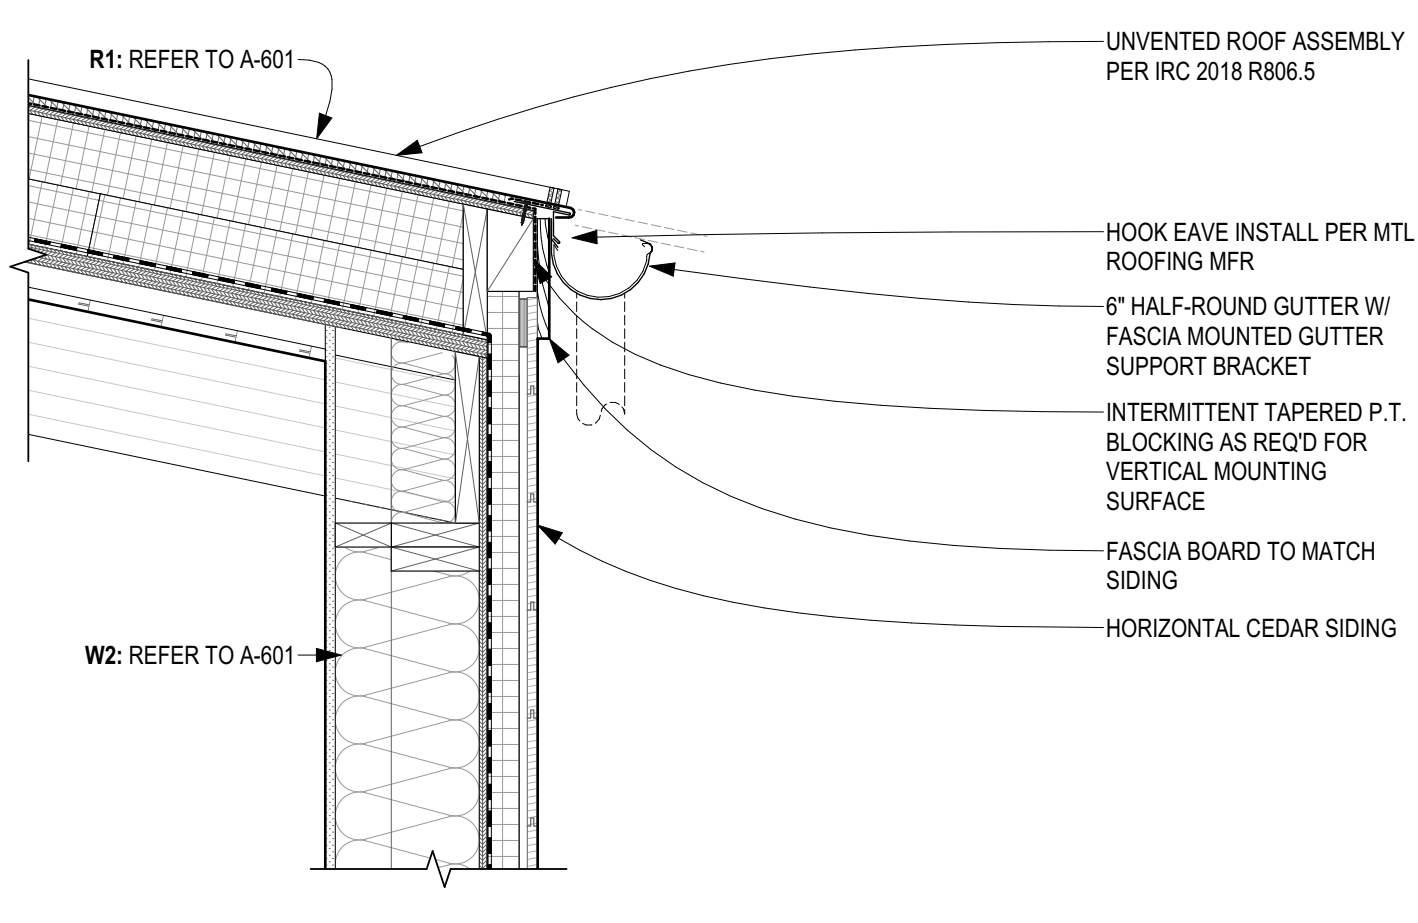 R1: REFER TO A-601
UNVENTED ROOF ASSEMBLY
PER IRC 2018 R806.5
HOOK EAVE INSTALL PER MTL
ROOFING MFR
6" HALF-ROUND GUTTER W/
FASCIA MOUNTED GUTTER
SUPPORT BRACKET
INTERMITTENT TAPERED P.T.
BLOCKING AS REQ'D FOR
VERTICAL MOUNTING
SURFACE
FASCIA BOARD TO MATCH
SIDING
HORIZONTAL CEDAR SIDING
W2: REFER TO A-601